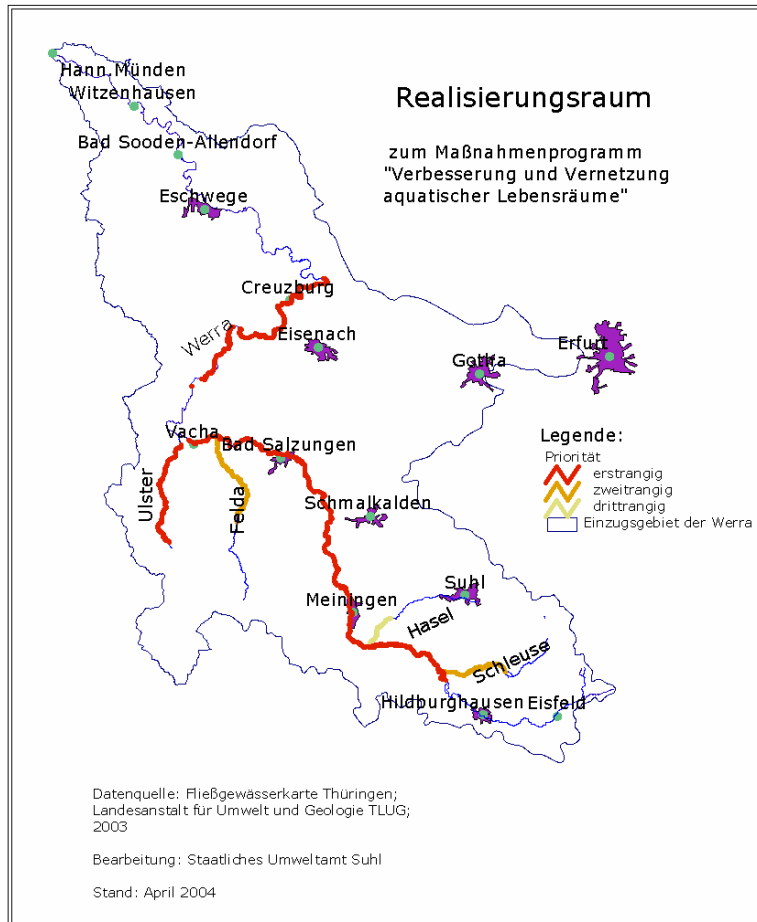 Realisierungsraum
zum Maßnahmenprogramm
"Verbesserung und Vernetzung
aquatischer Lebensräume"
Hann.Münden
Witzenhausen
Bad Sooden-Allendorf
Eschwege
Creuzburg
Werra
Eisenach
Gotha
Erfurt
Vacha
Bad Salzungen
Ulster
Felda
Schmalkalden
Legende:
Priorität
erstrangig
zweitrangig
drittrangig
Einzugsgebiet der Werra
Meiningen
Suhl
Hasel
Schleuse
Hildburghausen
Eisfeld
Datenquelle: Fließgewässerkarte Thüringen;
Landesanstalt für Umwelt und Geologie TLUG;
2003
Bearbeitung: Staatliches Umweltamt Suhl
Stand: April 2004